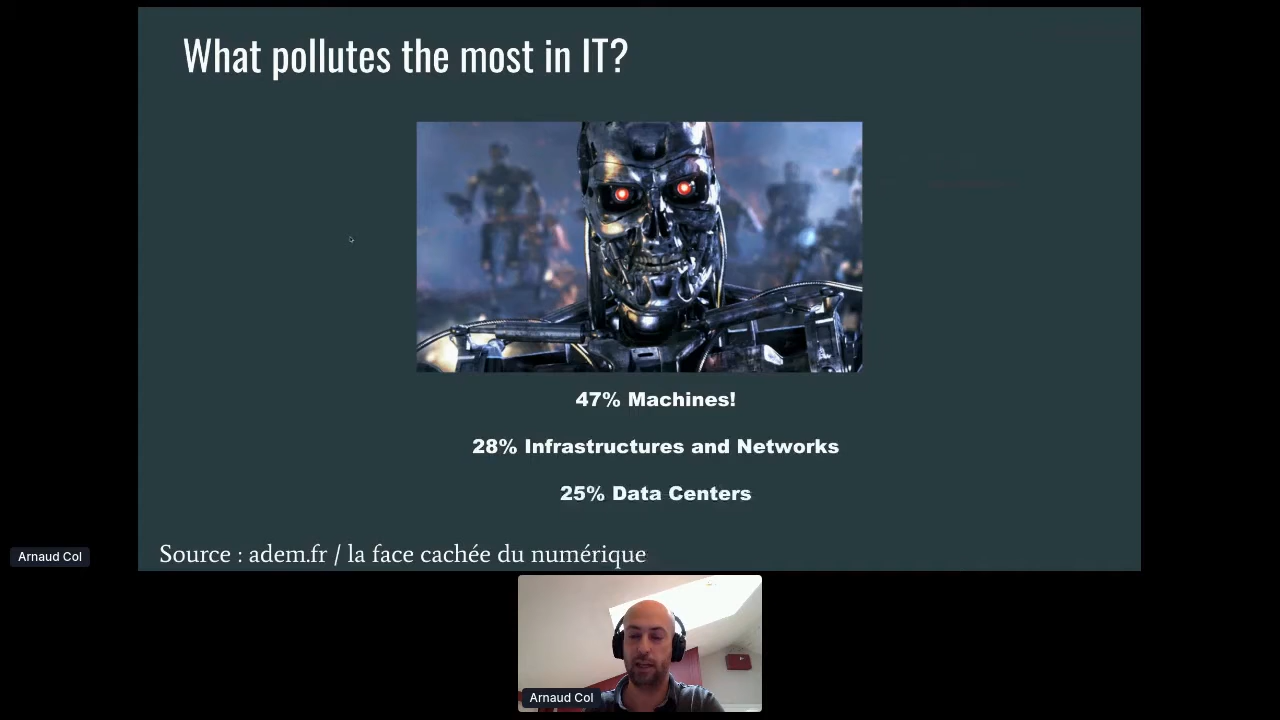 What pollutes the most in IT?
47% Machines!
28% Infrastructures and Networks
25% Data Centers
Source : adem.fr / la face cachée du numérique
Arnaud Col
Arnaud Col